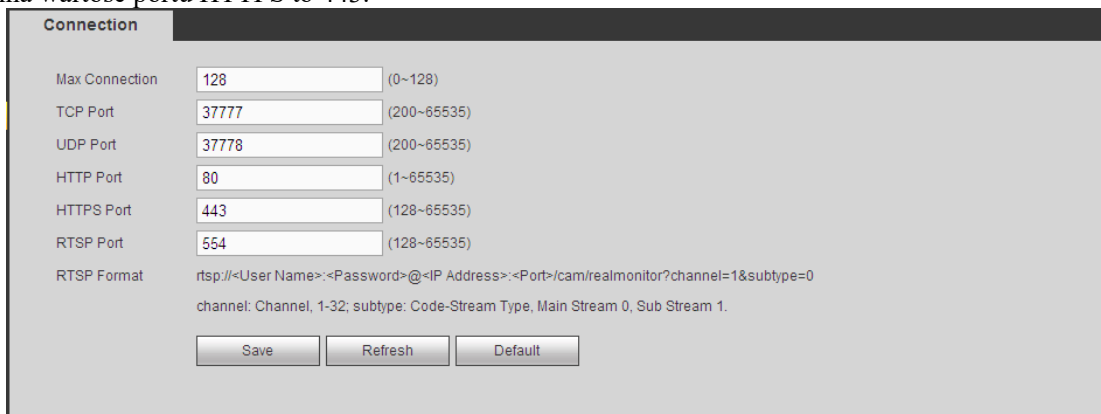 HTTPS to 443.
Connection
Max Connection 128 (0~128)
TCP Port 37777 (200~65535)
UDP Port 37778 (200~65535)
HTTP Port 80 (1~65535)
HTTPS Port 443 (128~65535)
RTSP Port 554 (128~65535)
RTSP Format rtsp://<User Name>:<Password>@<IP Address>:<Port>/cam/realmonitor?channel=1&subtype=0
channel: Channel, 1-32; subtype: Code-Stream Type, Main Stream 0, Sub Stream 1.
Save Refresh Default